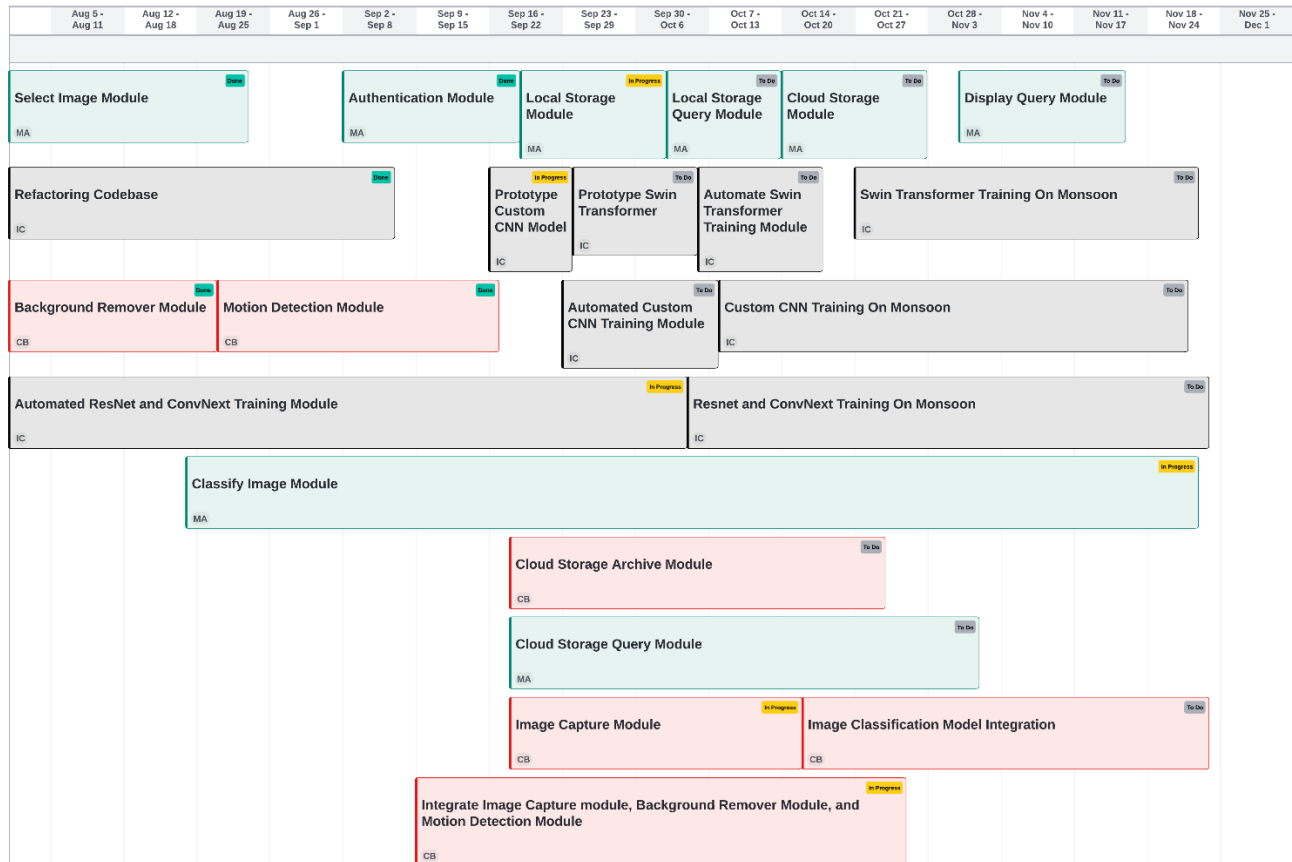 Aug 5 -
Aug 11
Aug 12 -
Aug 18
Aug 19 -
Aug 25
Aug 26 -
Sep 1
Sep 2 -
Sep 8
Sep 9 -
Sep 15
Sep 16 -
Sep 22
Sep 23 -
Sep 29
Sep 30 -
Oct 6
Oct 7 -
Oct 13
Oct 14 -
Oct 20
Oct 21 -
Oct 27
Oct 28 -
Nov 3
Nov 4 -
Nov 10
Nov 11 -
Nov 17
Nov 18 -
Nov 24
Nov 25 -
Dec 1
Done
Select Image Module
MA
Done
Authentication Module
MA
In Progress
Local Storage
Module
MA
To Do
Local Storage
Query Module
MA
To Do
Cloud Storage
Module
MA
To Do
Display Query Module
MA
Done
Refactoring Codebase
IC
In Progress
Prototype
Custom
CNN Model
IC
To Do
Prototype Swin
Transformer
IC
To Do
Automate Swin
Transformer
Training Module
IC
To Do
Swin Transformer Training On Monsoon
IC
Done
Background Remover Module
CB
Done
Motion Detection Module
CB
To Do
Automated Custom
CNN Training Module
IC
To Do
Custom CNN Training On Monsoon
IC
In Progress
Automated ResNet and ConvNext Training Module
IC
To Do
Resnet and ConvNext Training On Monsoon
IC
In Progress
Classify Image Module
MA
To Do
Cloud Storage Archive Module
CB
To Do
Cloud Storage Query Module
MA
In Progress
Image Capture Module
CB
To Do
Image Classification Model Integration
CB
In Progress
Integrate Image Capture module, Background Remover Module, and
Motion Detection Module
CB